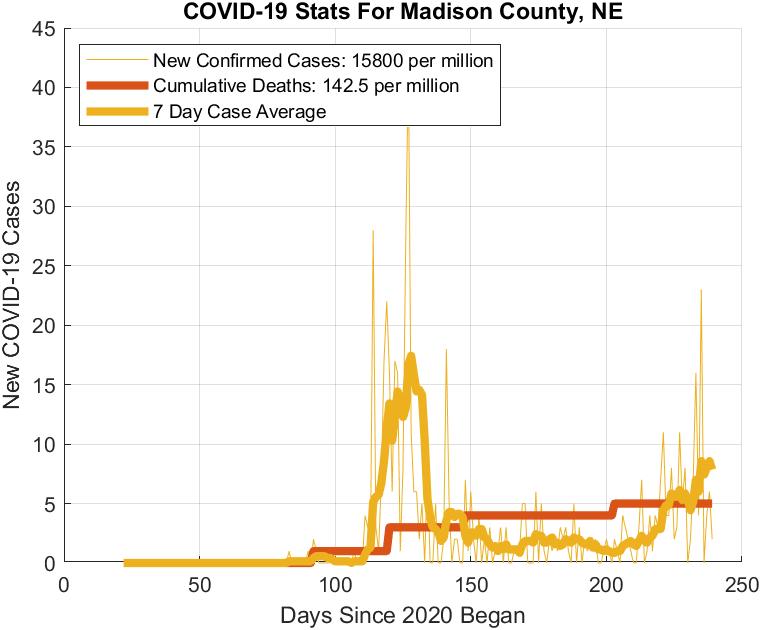 COVID-19 Stats For Madison County, NE
45
40
35
30
25
20
15
10
5
0
New COVID-19 Cases
New Confirmed Cases: 15800 per million
Cumulative Deaths: 142.5 per million
7 Day Case Average
0 50 100 150 200 250
Days Since 2020 Began